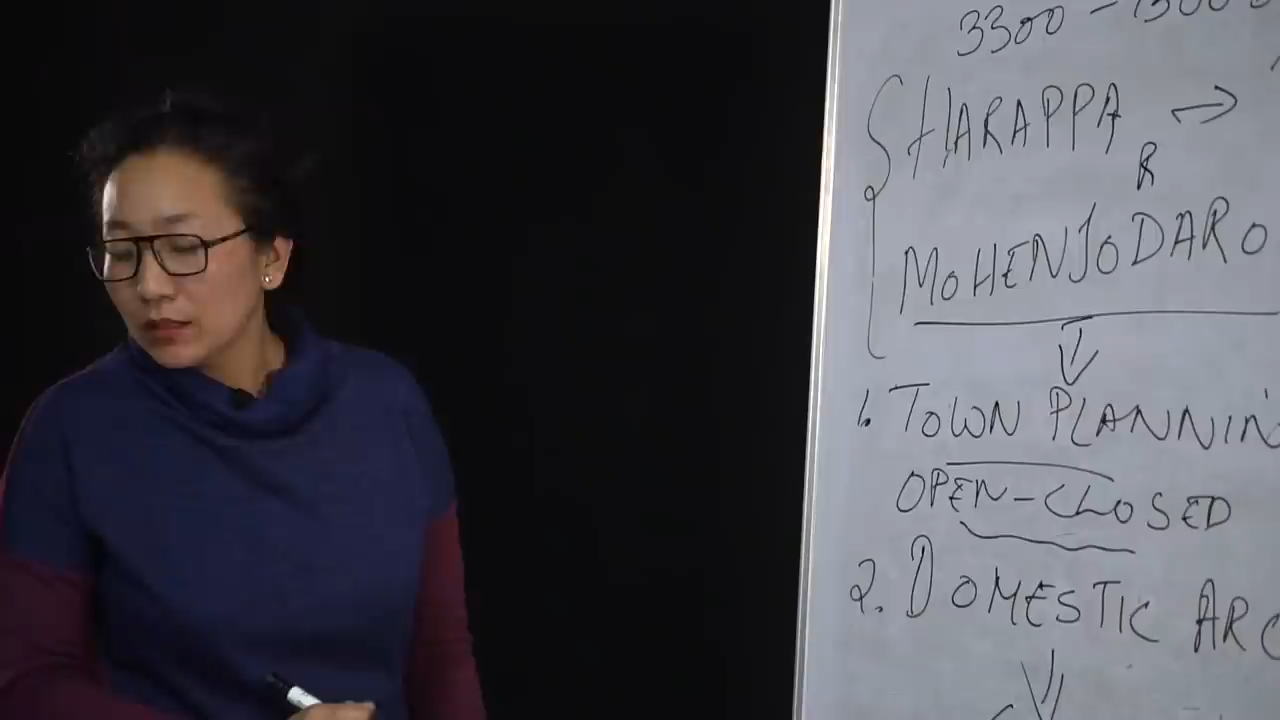 3300 -
HARAPPA →
R
MOHENJODARO
1. TOWN PLANNIN
OPEN-CLOSED
2. DOMESTIC ARC